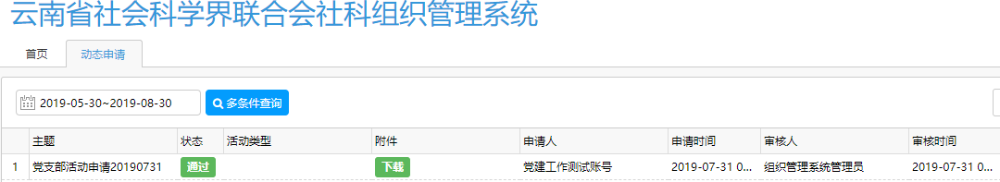 云南省社会科学界联合会社科组织管理系统
首页 动态申请
2019-05-30~2019-08-30 多条件查询
主题 状态 活动类型 附件 申请人 申请时间 审核人 审核时间
1 党支部活动申请20190731 通过 下载 党建工作测试账号 2019-07-31 0... 组织管理系统管理员 2019-07-31 0...